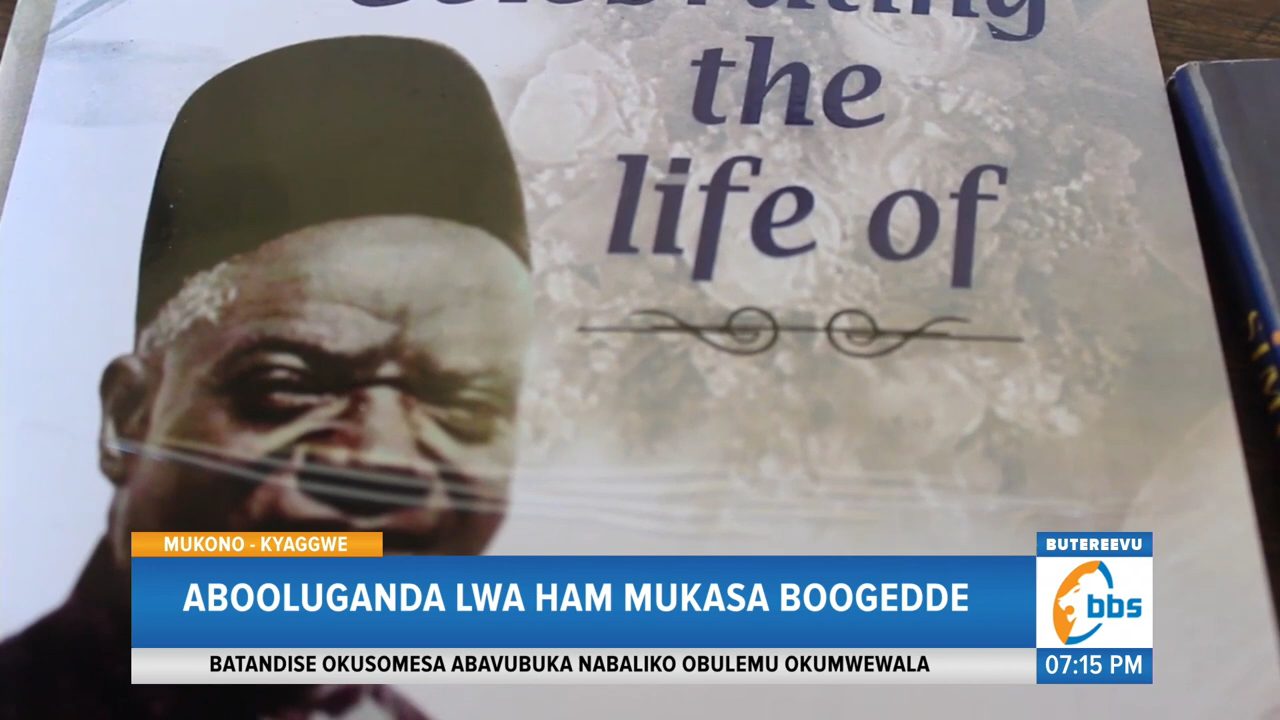 Celebrating
the
life of
MUKONO - KYAGGWE
ABOOLUGANDA LWA HAM MUKASA BOOGEDDE
BATANDISE OKUSOMESA ABAVUBUKA NABALIKO OBULEMU OKUMWEWALA
BUTEREEVU
bbs
07:15 PM